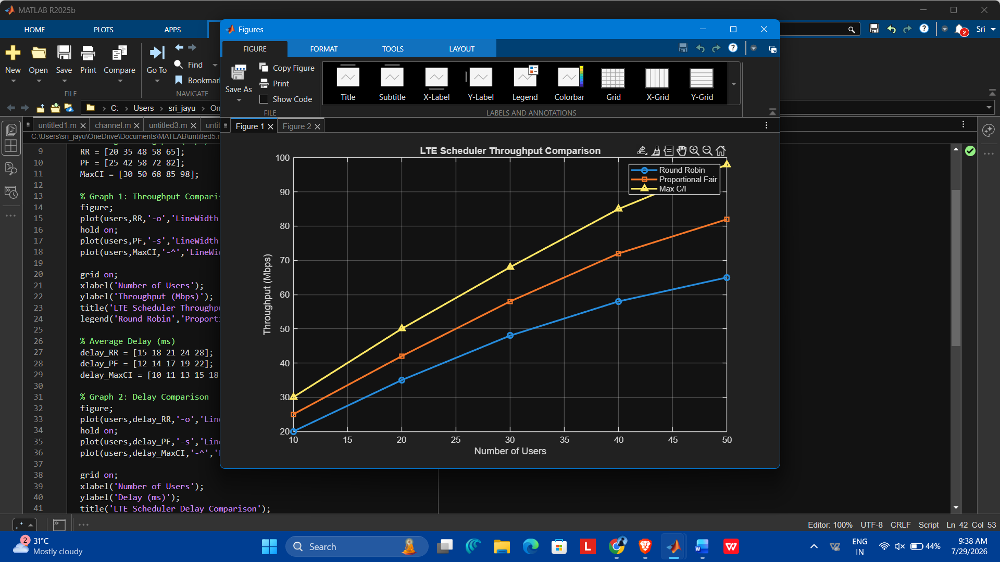 MATLAB R2025b
HOME
PLOTS
APPS
Sri
2
New
Open
Save
Print
Compare
Go To
Find
Bookmar
FILE
NAVIGATE
C:
Users
sri_jayu
On
untitled1.m
channel.m
untitled3.m
unti
C:\Users\sri_jayu\OneDrive\Documents\MATLAB\untitled5.m
9 RR = [20 35 48 58 65];
10 PF = [25 42 58 72 82];
11 MaxCI = [30 50 68 85 98];
12
13 % Graph 1: Throughput Comparis
14 figure;
15 plot(users,RR,'-o','LineWidth'
16 hold on;
17 plot(users,PF,'-s','LineWidth'
18 plot(users,MaxCI,'-^','LineWi
19
20 grid on;
21 xlabel('Number of Users');
22 ylabel('Throughput (Mbps)');
23 title('LTE Scheduler Throughpu
24 legend('Round Robin','Proporti
25
26 % Average Delay (ms)
27 delay_RR = [15 18 21 24 28];
28 delay_PF = [12 14 17 19 22];
29 delay_MaxCI = [10 11 13 15 18
30
31 % Graph 2: Delay Comparison
32 figure;
33 plot(users,delay_RR,'-o','Line
34 hold on;
35 plot(users,delay_PF,'-s','Line
36 plot(users,delay_MaxCI,'-^','
37
38 grid on;
39 xlabel('Number of Users');
40 ylabel('Delay (ms)');
41 title('LTE Scheduler Delay Comparison');
Figures
FIGURE
FORMAT
TOOLS
LAYOUT
Save As
Copy Figure
Print
Show Code
FILE
Title
Subtitle
X-Label
Y-Label
Legend
Colorbar
Grid
X-Grid
Y-Grid
LABELS AND ANNOTATIONS
Figure 1
Figure 2
LTE Scheduler Throughput Comparison
Round Robin
Proportional Fair
Max C/I
100
90
80
70
60
50
40
30
20
Throughput (Mbps)
10 15 20 25 30 35 40 45 50
Number of Users
Editor: 100% UTF-8 CRLF Script Ln 42 Col 53
2
31°C
Mostly cloudy
Search
L
W
ENG
IN
44%
9:38 AM
7/29/2026